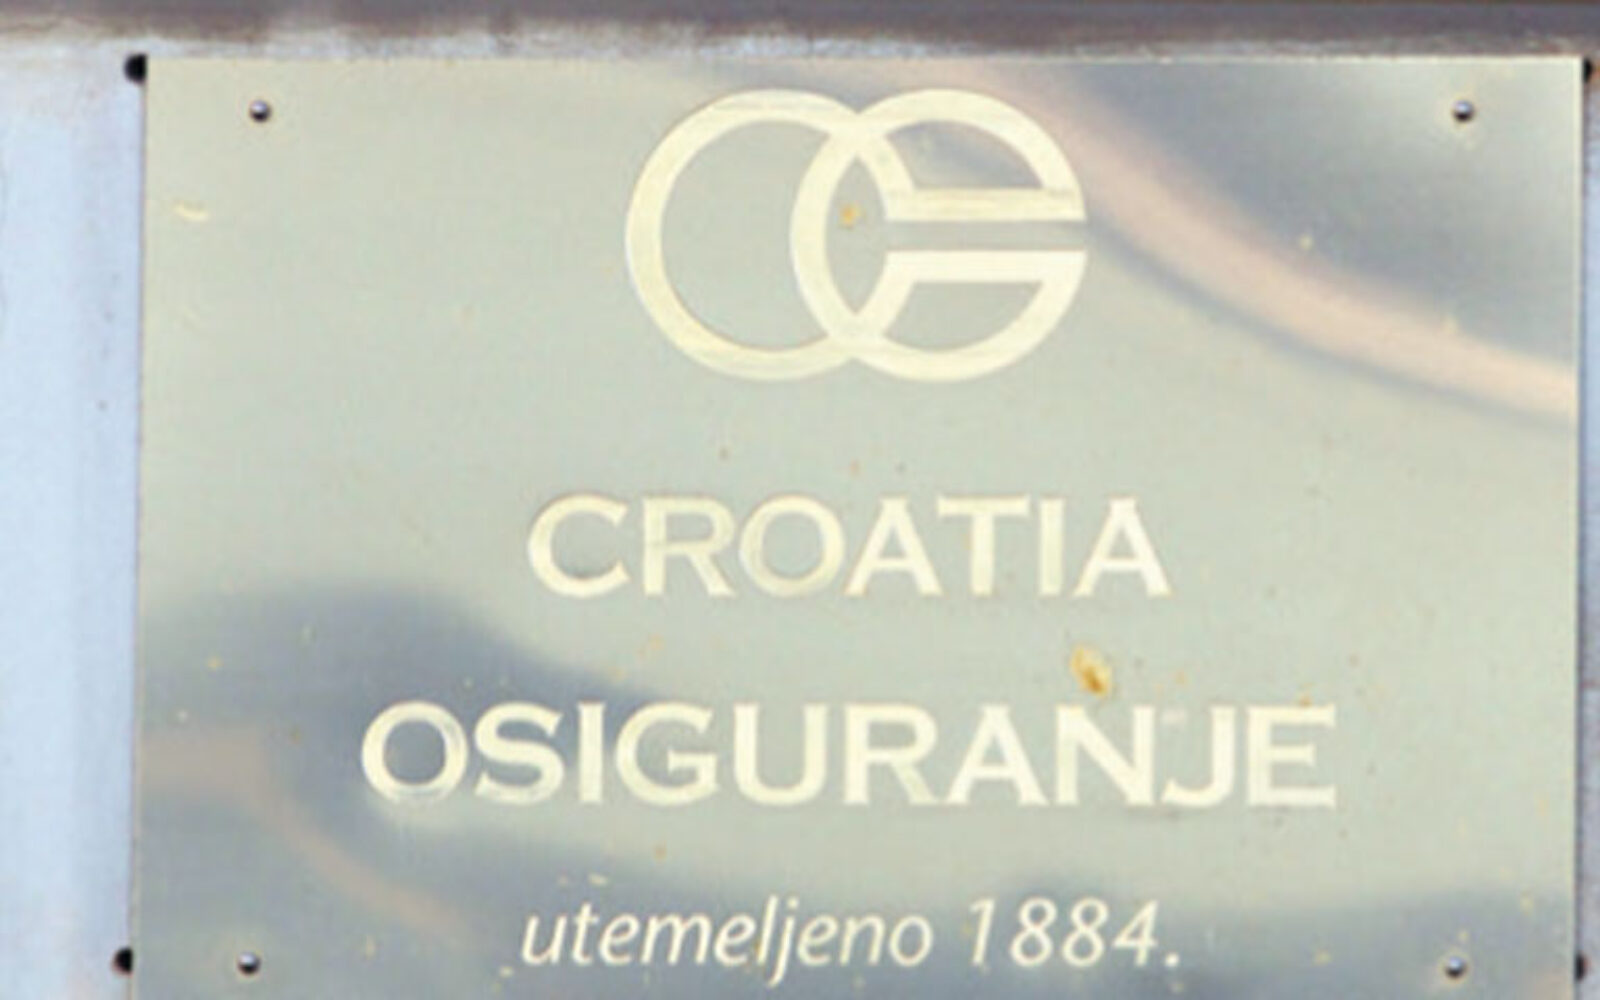 CROATIA
OSIGURANJE
utemeljeno 1884.